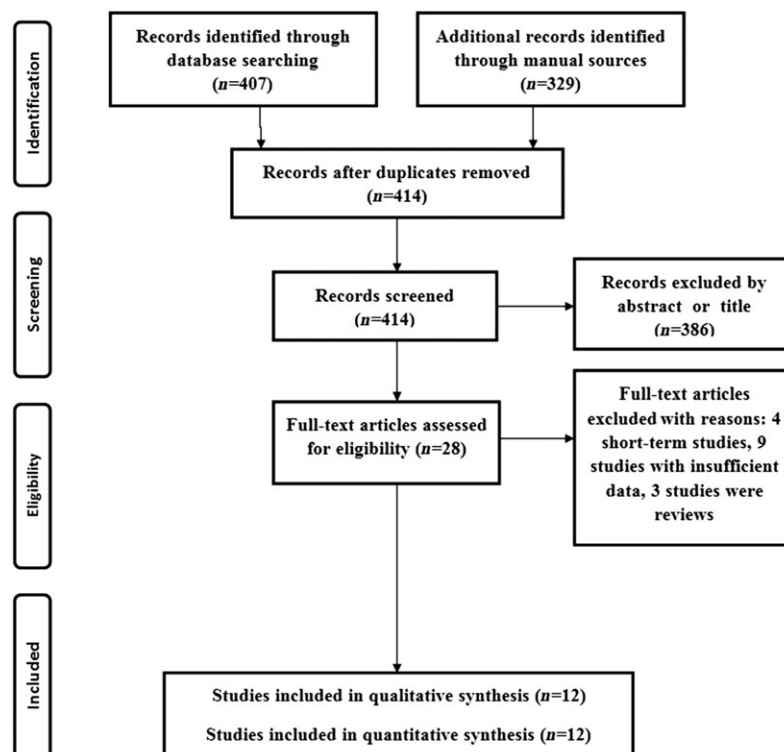 Identification
Records identified through
database searching
(n=407)
Additional records identified
through manual sources
(n=329)
Records after duplicates removed
(n=414)
Screening
Records screened
(n=414)
Records excluded by
abstract or title
(n=386)
Eligibility
Full-text articles assessed
for eligibility (n=28)
Full-text articles
excluded with reasons: 4
short-term studies, 9
studies with insufficient
data, 3 studies were
reviews
Included
Studies included in qualitative synthesis (n=12)
Studies included in quantitative synthesis (n=12)